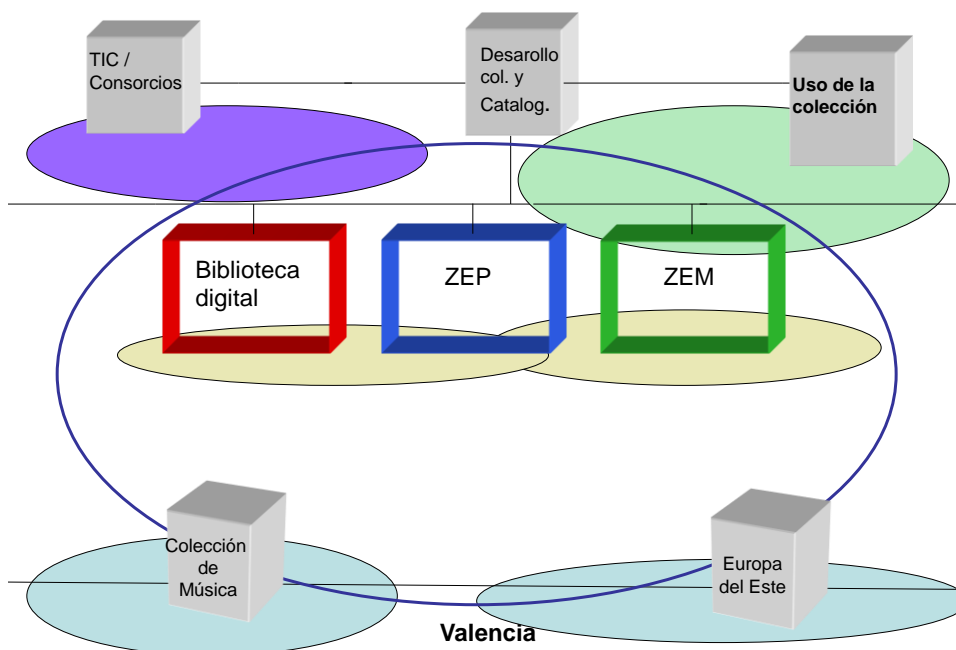 TIC /
Consorcios
Desarollo
col. y
Catalog.
Uso de la
colección
Biblioteca
digital
ZEP
ZEM
Colección
de
Música
Europa
del Este
Valencia